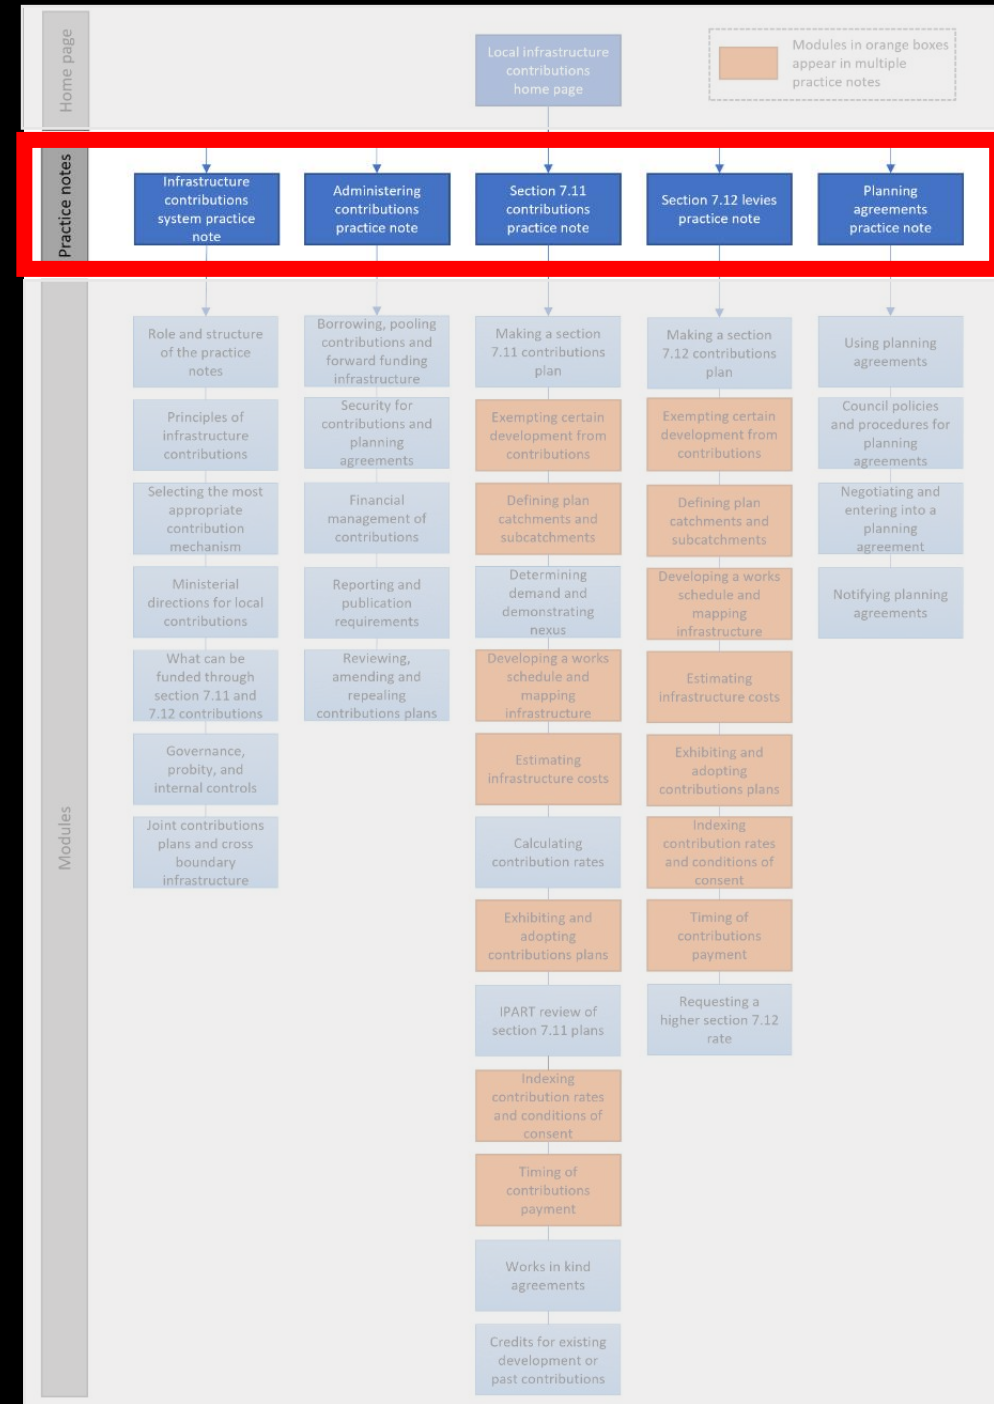 Home page
Local infrastructure
contributions
home page
Modules in orange boxes
appear in multiple
practice notes
Practice notes
Infrastructure
contributions
system practice
note
Administering
contributions
practice note
Section 7.11
contributions
practice note
Section 7.12 levies
practice note
Planning
agreements
practice note
Modules
Role and structure
of the practice
notes
Principles of
infrastructure
contributions
Selecting the most
appropriate
contribution
mechanism
Ministerial
directions for local
contributions
What can be
funded through
section 7.11 and
7.12 contributions
Governance,
probity, and
internal controls
Joint contributions
plans and cross
boundary
infrastructure
Borrowing, pooling
contributions and
forward funding
infrastructure
Security for
contributions and
planning
agreements
Financial
management of
contributions
Reporting and
publication
requirements
Reviewing,
amending and
repealing
contributions plans
Making a section
7.11 contributions
plan
Exempting certain
development from
contributions
Defining plan
catchments and
subcatchments
Determining
demand and
demonstrating
nexus
Developing a works
schedule and
mapping
infrastructure
Estimating
infrastructure costs
Calculating
contribution rates
Exhibiting and
adopting
contributions plans
IPART review of
section 7.11 plans
Indexing
contribution rates
and conditions of
consent
Timing of
contributions
payment
Works in kind
agreements
Credits for existing
development or
past contributions
Making a section
7.12 contributions
plan
Exempting certain
development from
contributions
Defining plan
catchments and
subcatchments
Developing a works
schedule and
mapping
infrastructure
Estimating
infrastructure costs
Exhibiting and
adopting
contributions plans
Indexing
contribution rates
and conditions of
consent
Timing of
contributions
payment
Requesting a
higher section 7.12
rate
Using planning
agreements
Council policies
and procedures for
planning
agreements
Negotiating and
entering into a
planning
agreement
Notifying planning
agreements